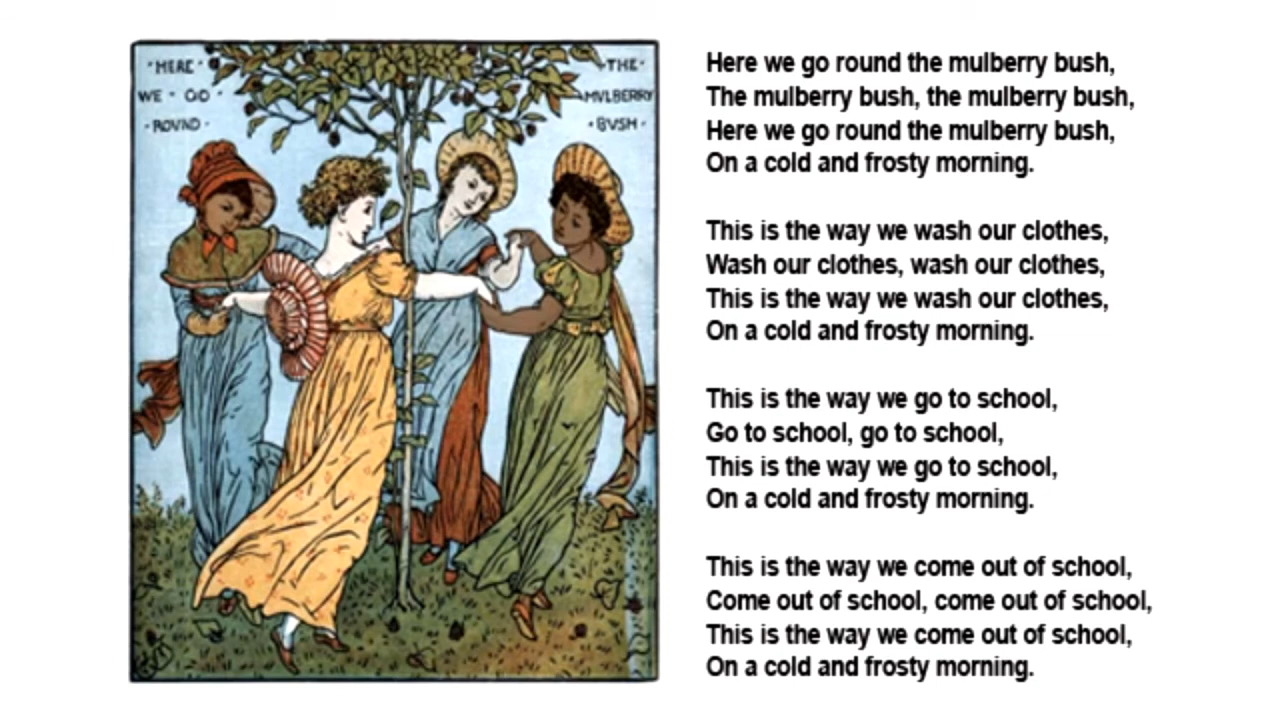 ·HERE·
WE · GO ·
·ROUND·
·THE·
·MVLBERRY
·BVSH·
Here we go round the mulberry bush,
The mulberry bush, the mulberry bush,
Here we go round the mulberry bush,
On a cold and frosty morning.
This is the way we wash our clothes,
Wash our clothes, wash our clothes,
This is the way we wash our clothes,
On a cold and frosty morning.
This is the way we go to school,
Go to school, go to school,
This is the way we go to school,
On a cold and frosty morning.
This is the way we come out of school,
Come out of school, come out of school,
This is the way we come out of school,
On a cold and frosty morning.